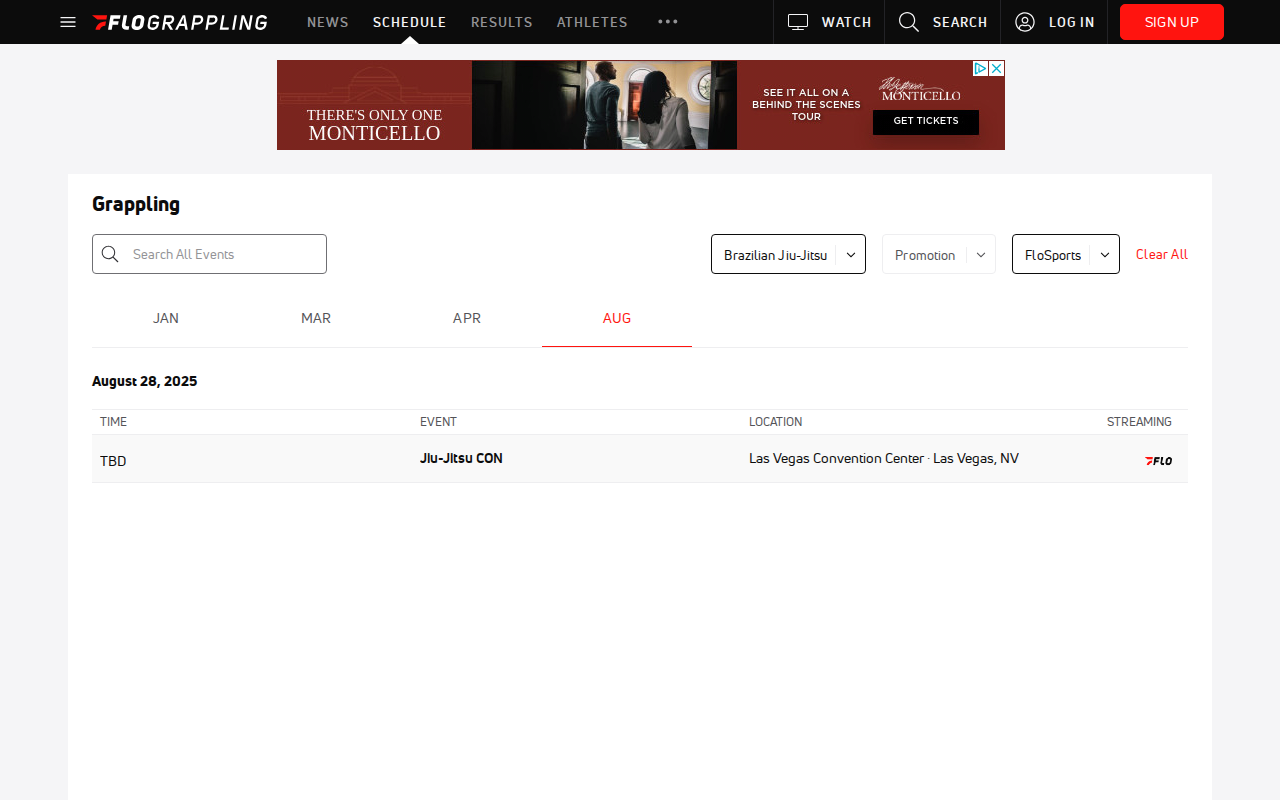 FLOGRAPPLING
NEWS
SCHEDULE
RESULTS
ATHLETES
WATCH
SEARCH
LOG IN
SIGN UP
THERE'S ONLY ONE
MONTICELLO
SEE IT ALL ON A
BEHIND THE SCENES
TOUR
MONTICELLO
GET TICKETS
Grappling
Search All Events
Brazilian Jiu-Jitsu
Promotion
FloSports
Clear All
JAN
MAR
APR
AUG
August 28, 2025
TIME
EVENT
LOCATION
STREAMING
TBD
Jiu-Jitsu CON
Las Vegas Convention Center · Las Vegas, NV
FLO